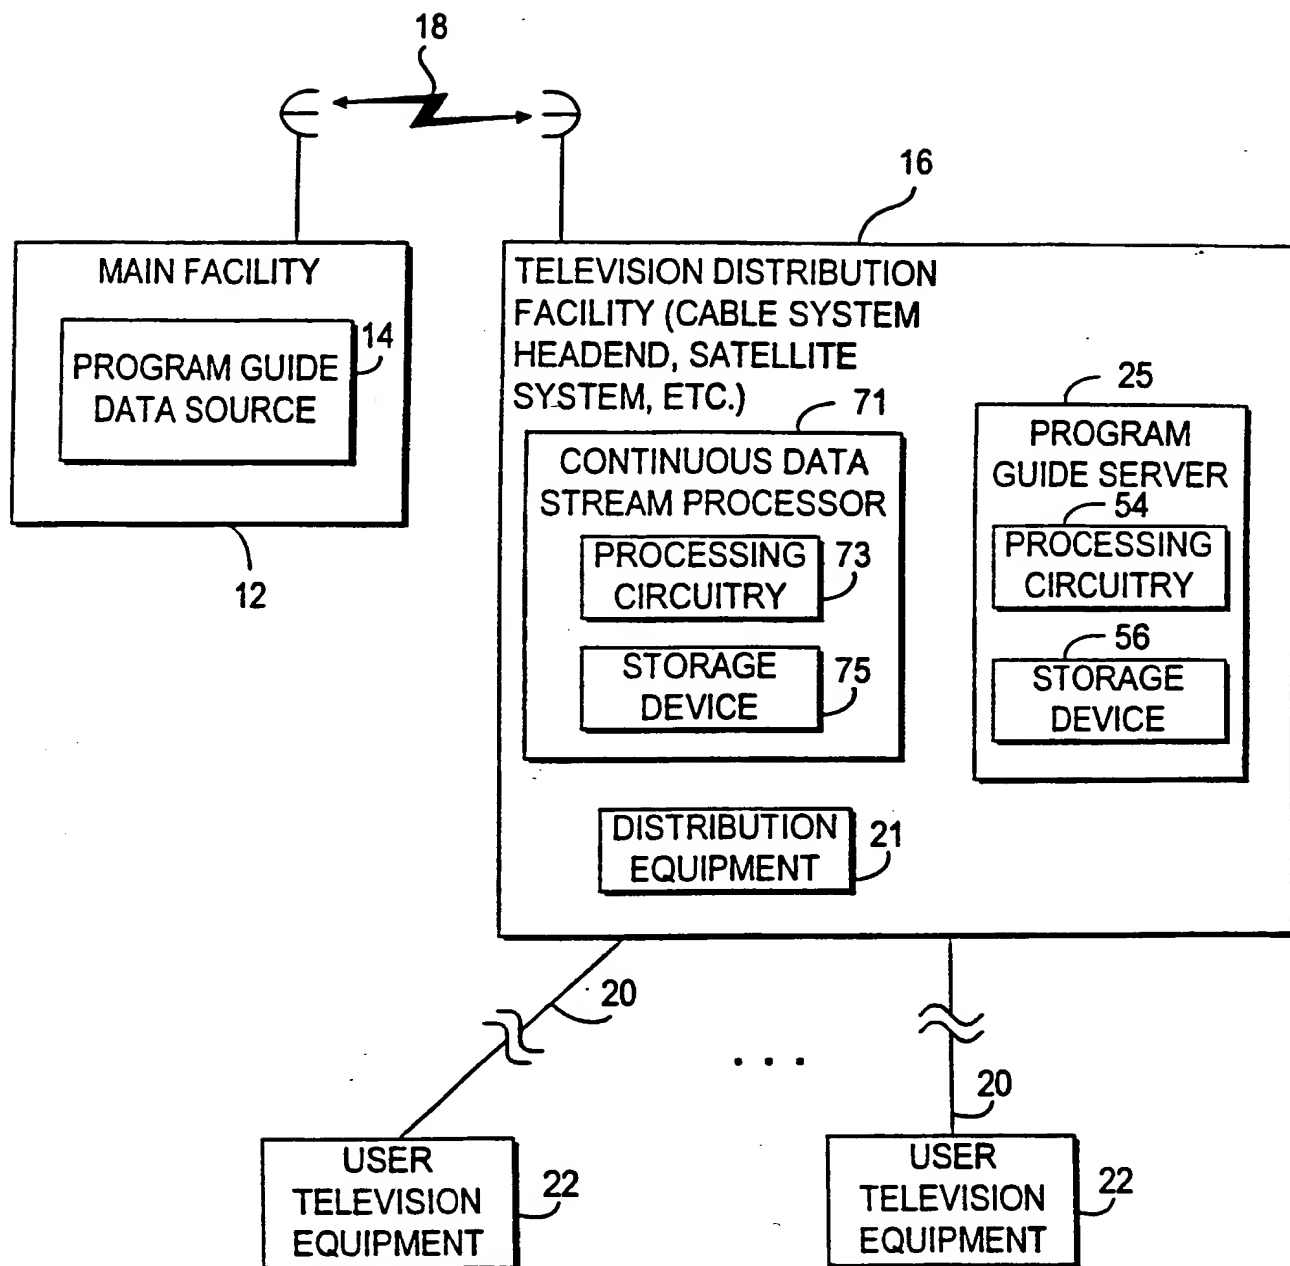 18
16
MAIN FACILITY
14
PROGRAM GUIDE
DATA SOURCE
12
TELEVISION DISTRIBUTION
FACILITY (CABLE SYSTEM
HEADEND, SATELLITE
SYSTEM, ETC.)
71
CONTINUOUS DATA
STREAM PROCESSOR
PROCESSING
CIRCUITRY
73
STORAGE
DEVICE
75
25
PROGRAM
GUIDE SERVER
54
PROCESSING
CIRCUITRY
56
STORAGE
DEVICE
DISTRIBUTION
EQUIPMENT
21
20
. . .
20
USER
TELEVISION
EQUIPMENT
22
USER
TELEVISION
EQUIPMENT
22